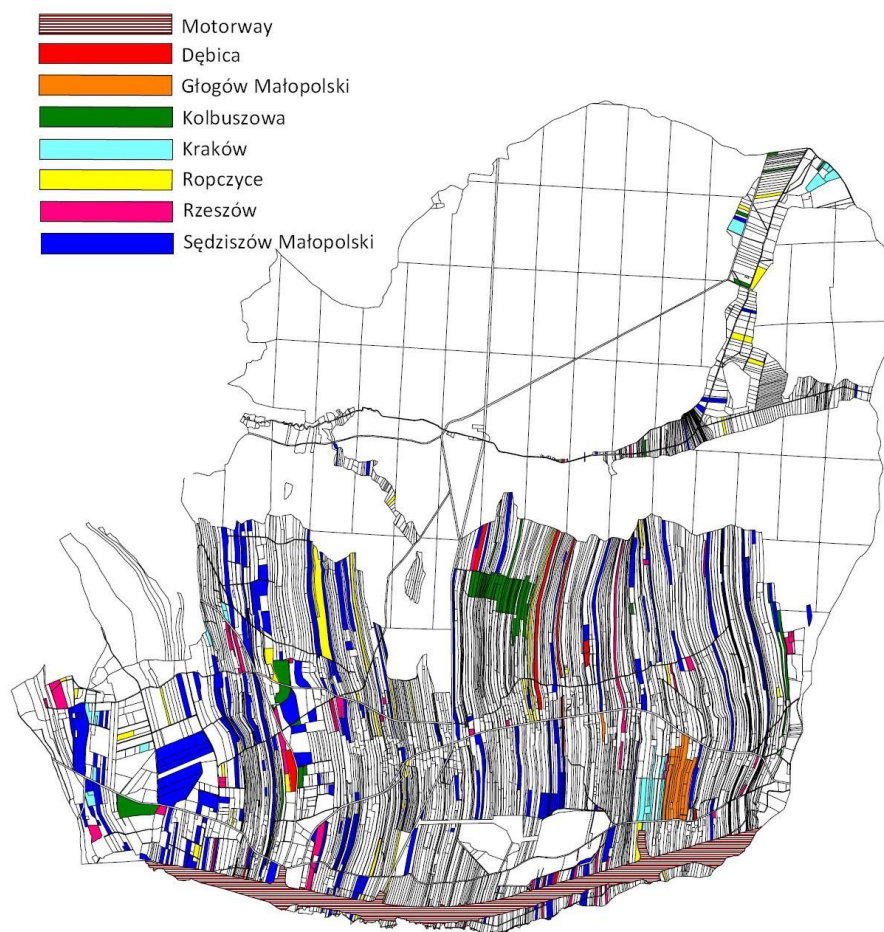 Motorway
Dębica
Głogów Małopolski
Kolbuszowa
Kraków
Ropczyce
Rzeszów
Sędziszów Małopolski